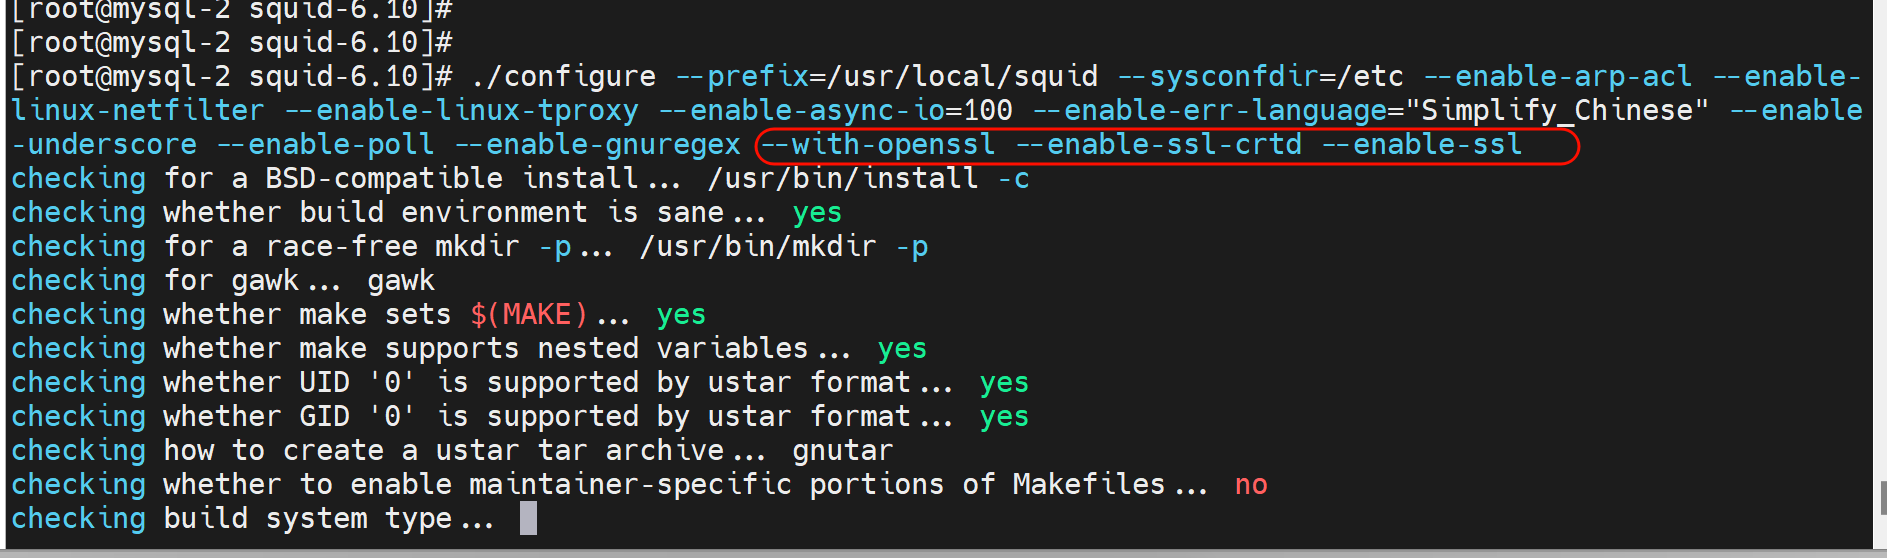 [root@mysql-2 squid-6.10]#
[root@mysql-2 squid-6.10]#
[root@mysql-2 squid-6.10]# ./configure --prefix=/usr/local/squid --sysconfdir=/etc --enable-arp-acl --enable-
linux-netfilter --enable-linux-tproxy --enable-async-io=100 --enable-err-language="Simplify_Chinese" --enable
-underscore --enable-poll --enable-gnuregex --with-openssl --enable-ssl-crtd --enable-ssl
checking for a BSD-compatible install... /usr/bin/install -c
checking whether build environment is sane... yes
checking for a race-free mkdir -p... /usr/bin/mkdir -p
checking for gawk... gawk
checking whether make sets $(MAKE)... yes
checking whether make supports nested variables... yes
checking whether UID '0' is supported by ustar format... yes
checking whether GID '0' is supported by ustar format... yes
checking how to create a ustar tar archive... gnutar
checking whether to enable maintainer-specific portions of Makefiles... no
checking build system type...